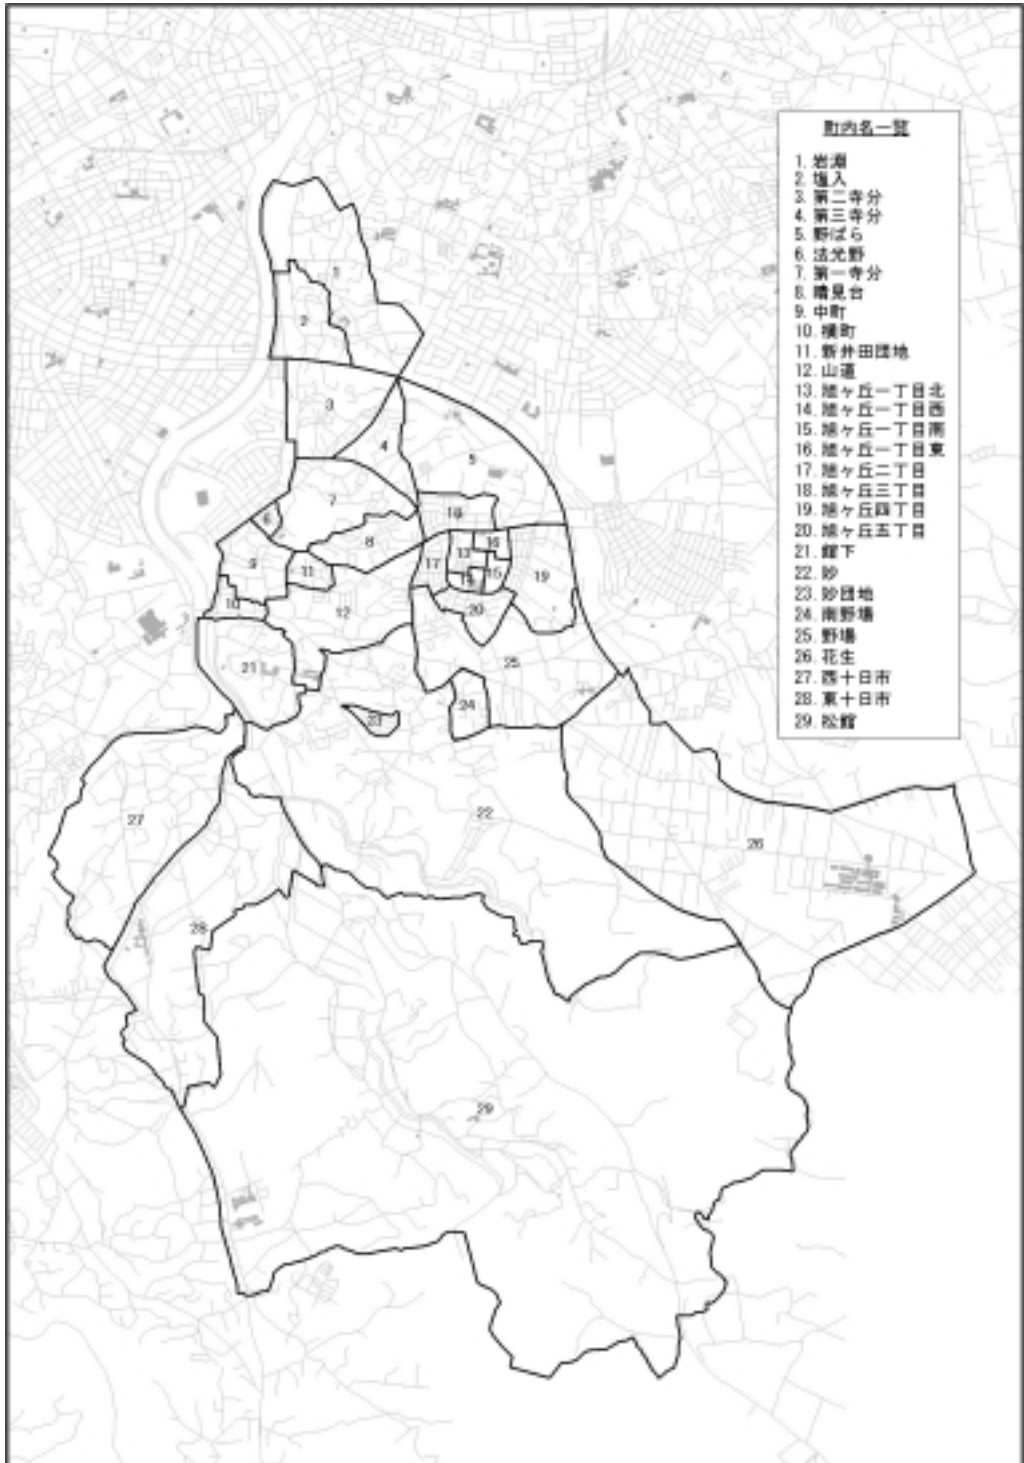 町内名一覧
1. 岩淵
2. 塩入
3. 第二寺分
4. 第三寺分
5. 野ばら
6. 法光野
7. 第一寺分
8. 晴見台
9. 中町
10. 横町
11. 新井田団地
12. 山道
13. 旭ヶ丘一丁目北
14. 旭ヶ丘一丁目西
15. 旭ヶ丘一丁目南
16. 旭ヶ丘一丁目東
17. 旭ヶ丘二丁目
18. 旭ヶ丘三丁目
19. 旭ヶ丘四丁目
20. 旭ヶ丘五丁目
21. 館下
22. 妙
23. 妙団地
24. 南野場
25. 野場
26. 花生
27. 西十日市
28. 東十日市
29. 松館
1
2
3
4
5
6
7
18
8
16
13
9
11
17
15
19
14
10
12
20
21
25
24
23
22
27
26
28
29